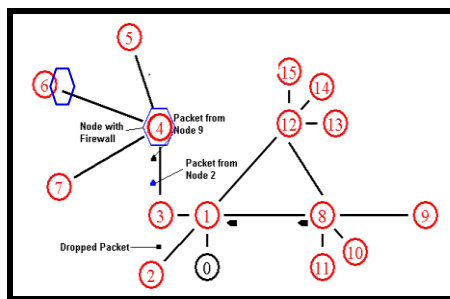 5
15
14
6
Packet from
Node 9
Node with
Firewall
4
12
13
Packet from
Node 2
7
3
1
8
9
Dropped Packet
2
0
11
10